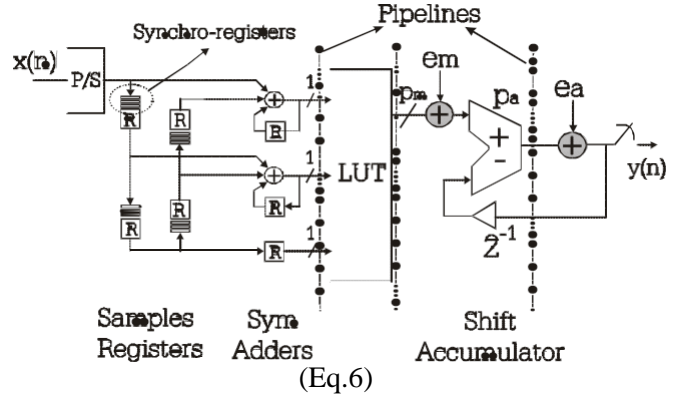 Pipelines
Synchro-registers
x(n)
P/S
em
ea
1
pm
pa
R
R
R
+
-
1
LUT
y(n)
R
R
R
1
R
2-1
Samples Registers
Sym Adders
Shift Accumulator
(Eq.6)